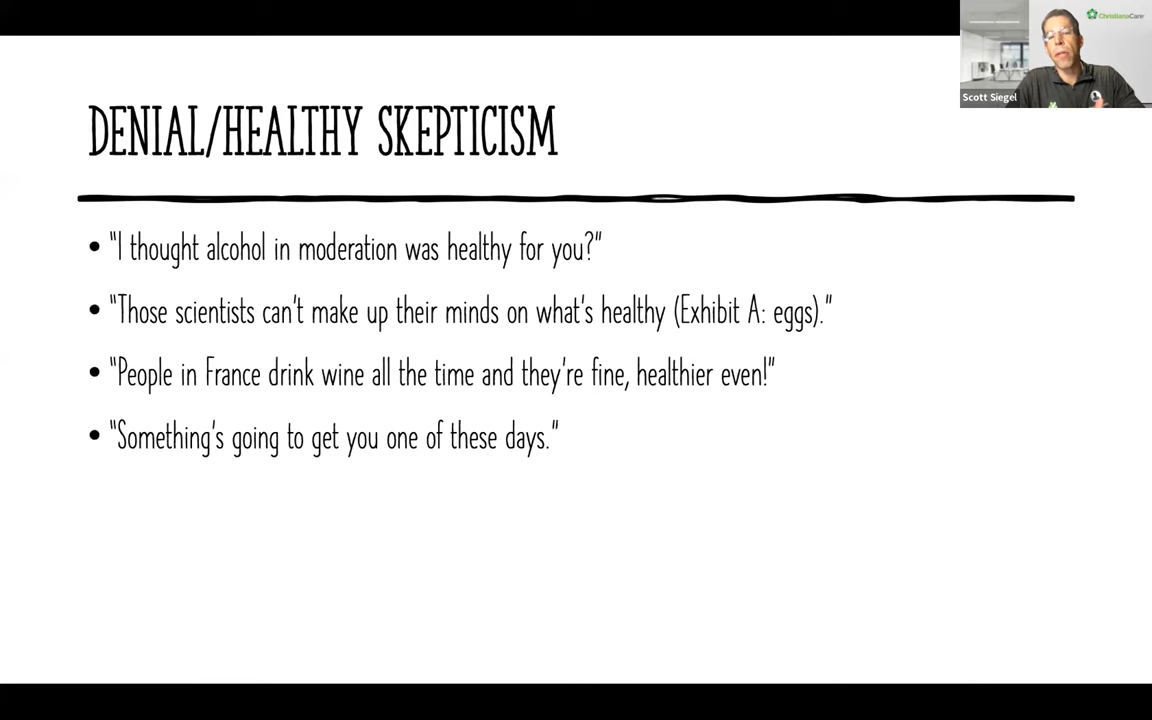 ChristianaCare
Scott Siegel
DENIAL/HEALTHY SKEPTICISM
• "I thought alcohol in moderation was healthy for you?"
• "Those scientists can't make up their minds on what's healthy (Exhibit A: eggs)."
• "People in France drink wine all the time and they're fine, healthier even!"
• "Something's going to get you one of these days."